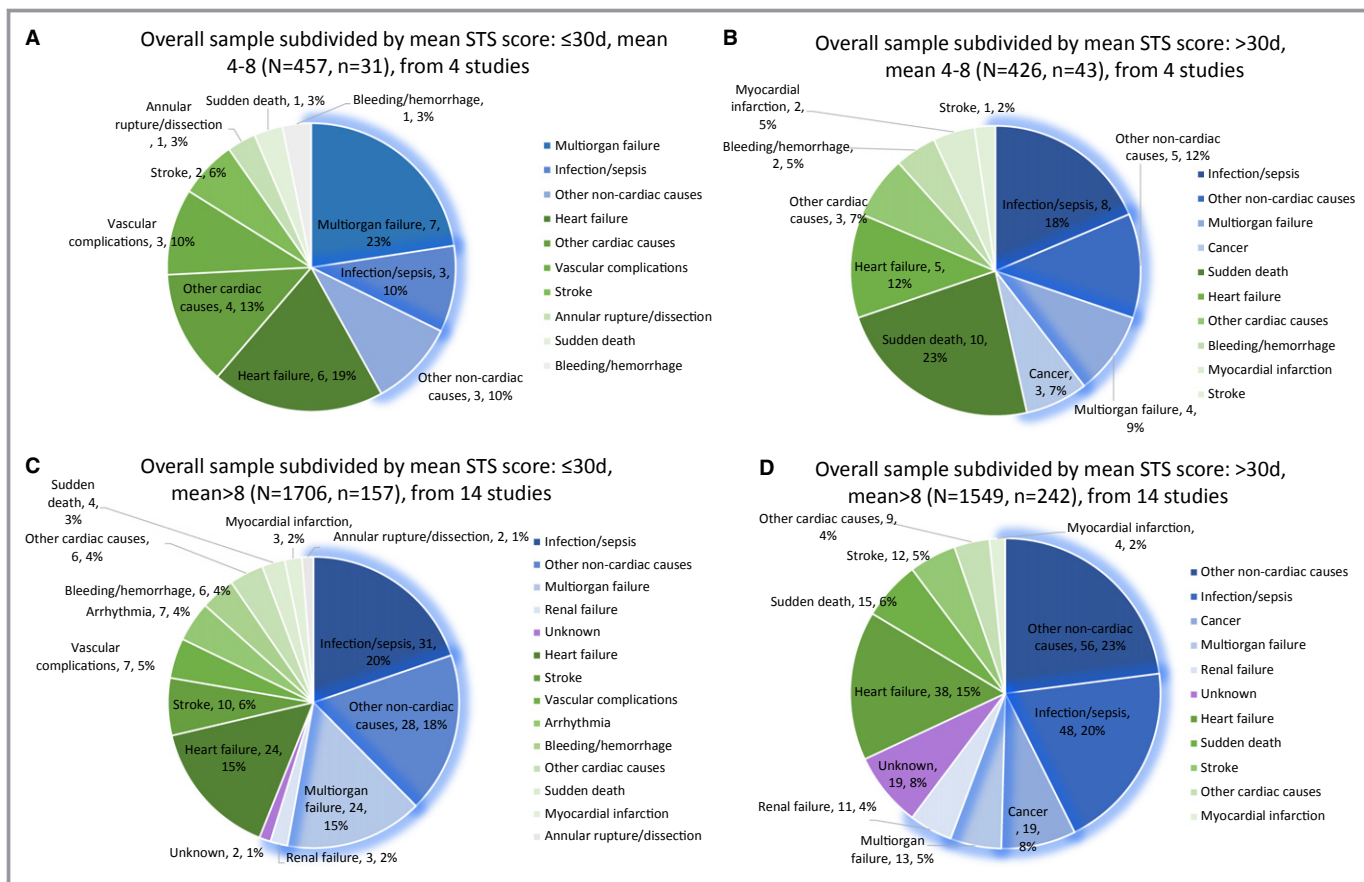 A
Overall sample subdivided by mean STS score: ≤30d, mean
4-8 (N=457, n=31), from 4 studies
Sudden death, 1, 3%
Bleeding/hemorrhage,
1, 3%
Annular
rupture/dissection
, 1, 3%
Stroke, 2, 6%
Vascular
complications, 3, 10%
Other cardiac
causes, 4, 13%
Heart failure, 6, 19%
Multiorgan failure, 7,
23%
Infection/sepsis, 3,
10%
Other non-cardiac
causes, 3, 10%
Multiorgan failure
Infection/sepsis
Other non-cardiac causes
Heart failure
Other cardiac causes
Vascular complications
Stroke
Annular rupture/dissection
Sudden death
Bleeding/hemorrhage
B
Overall sample subdivided by mean STS score: >30d,
mean 4-8 (N=426, n=43), from 4 studies
Myocardial
infarction, 2,
5%
Stroke, 1, 2%
Bleeding/hemorrhage,
2, 5%
Other cardiac
causes, 3, 7%
Heart failure, 5,
12%
Sudden death, 10,
23%
Cancer,
3, 7%
Infection/sepsis, 8,
18%
Other non-cardiac
causes, 5, 12%
Multiorgan failure, 4,
9%
Infection/sepsis
Other non-cardiac causes
Multiorgan failure
Cancer
Sudden death
Heart failure
Other cardiac causes
Bleeding/hemorrhage
Myocardial infarction
Stroke
C
Overall sample subdivided by mean STS score: ≤30d,
mean>8 (N=1706, n=157), from 14 studies
Sudden
death, 4,
3%
Myocardial infarction,
3, 2%
Annular rupture/dissection, 2, 1%
Other cardiac causes,
6, 4%
Bleeding/hemorrhage, 6, 4%
Arrhythmia, 7, 4%
Vascular
complications, 7, 5%
Stroke, 10, 6%
Heart failure, 24,
15%
Unknown, 2, 1%
Renal failure, 3, 2%
Multiorgan
failure, 24,
15%
Infection/sepsis, 31,
20%
Other non-cardiac
causes, 28, 18%
Infection/sepsis
Other non-cardiac causes
Multiorgan failure
Renal failure
Unknown
Heart failure
Stroke
Vascular complications
Arrhythmia
Bleeding/hemorrhage
Other cardiac causes
Sudden death
Myocardial infarction
Annular rupture/dissection
D
Overall sample subdivided by mean STS score: >30d,
mean>8 (N=1549, n=242), from 14 studies
Other cardiac causes, 9,
4%
Myocardial infarction,
4, 2%
Stroke, 12, 5%
Sudden death, 15, 6%
Heart failure, 38, 15%
Unknown,
19, 8%
Renal failure, 11, 4%
Multiorgan
failure, 13, 5%
Cancer
, 19,
8%
Other non-cardiac
causes, 56, 23%
Infection/sepsis,
48, 20%
Other non-cardiac causes
Infection/sepsis
Cancer
Multiorgan failure
Renal failure
Unknown
Heart failure
Sudden death
Stroke
Other cardiac causes
Myocardial infarction